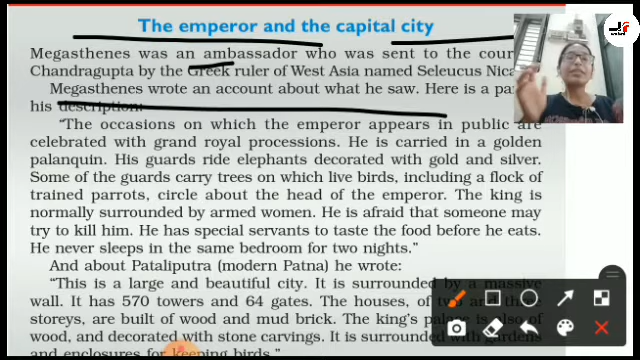 The emperor and the capital city
Megasthenes was an ambassador who was sent to the cour
Chandragupta by the Greek ruler of West Asia named Seleucus Nica
Megasthenes wrote an account about what he saw. Here is a pa
his description:
"The occasions on which the emperor appears in public are
celebrated with grand royal processions. He is carried in a golden
palanquin. His guards ride elephants decorated with gold and silver.
Some of the guards carry trees on which live birds, including a flock of
trained parrots, circle about the head of the emperor. The king is
normally surrounded by armed women. He is afraid that someone may
try to kill him. He has special servants to taste the food before he eats.
He never sleeps in the same bedroom for two nights."
And about Pataliputra (modern Patna) he wrote:
"This is a large and beautiful city. It is surrounded by a massive
wall. It has 570 towers and 64 gates. The houses, of two and three
storeys, are built of wood and mud brick. The king's palace is also of
wood, and decorated with stone carvings. It is surrounded with gardens
and enclosures for keeping birds."